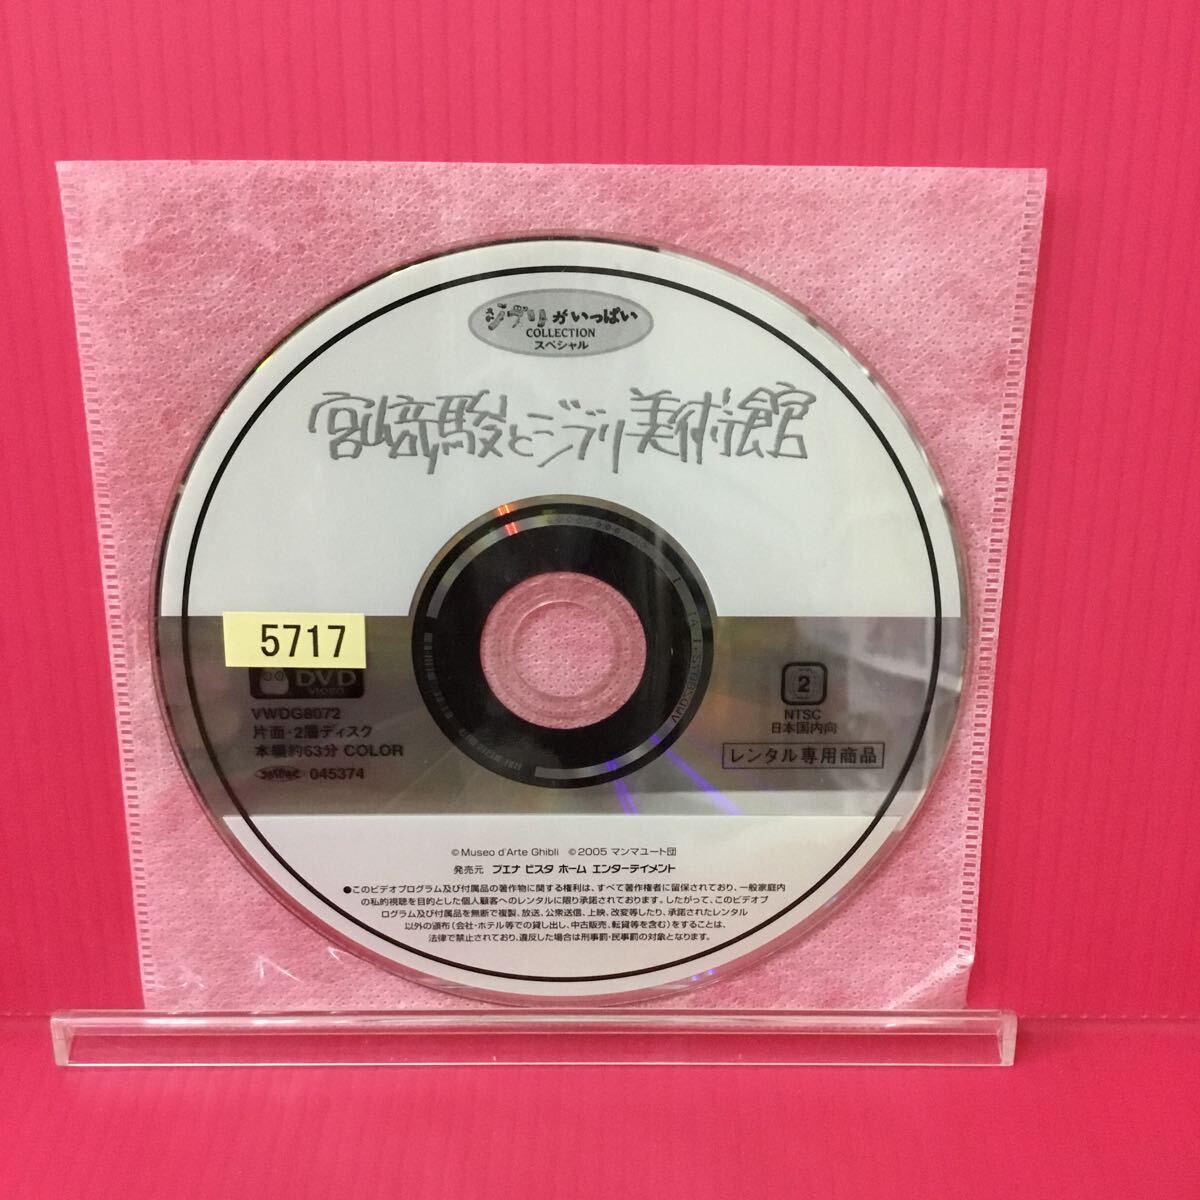 ジブリがいっぱい
COLLECTION
スペシャル
宮﨑駿とジブリ美術館
5717
DVD
VIDEO
VWDG8072
片面・2層ディスク
本編約63分 COLOR
045374
2
NTSC
日本国内向
レンタル専用商品
©Museo d'Arte Ghibli ©2005 マンマユート団
発売元 ブエナ ビスタ ホーム エンターテイメント
●このビデオプログラム及び付属品の著作物に関する権利は、すべて著作権者に留保されており、一般家庭内
の私的視聴を目的とした個人顧客へのレンタルに限り承諾されております。したがって、このビデオプ
ログラム及び付属品を無断で複製、放送、公衆送信、上映、改変等したり、承諾されたレンタル
以外の頒布(会社・ホテル等での貸し出し、中古販売、転貸等を含む)をすることは、
法律で禁止されており、違反した場合は刑事罰・民事罰の対象となります。